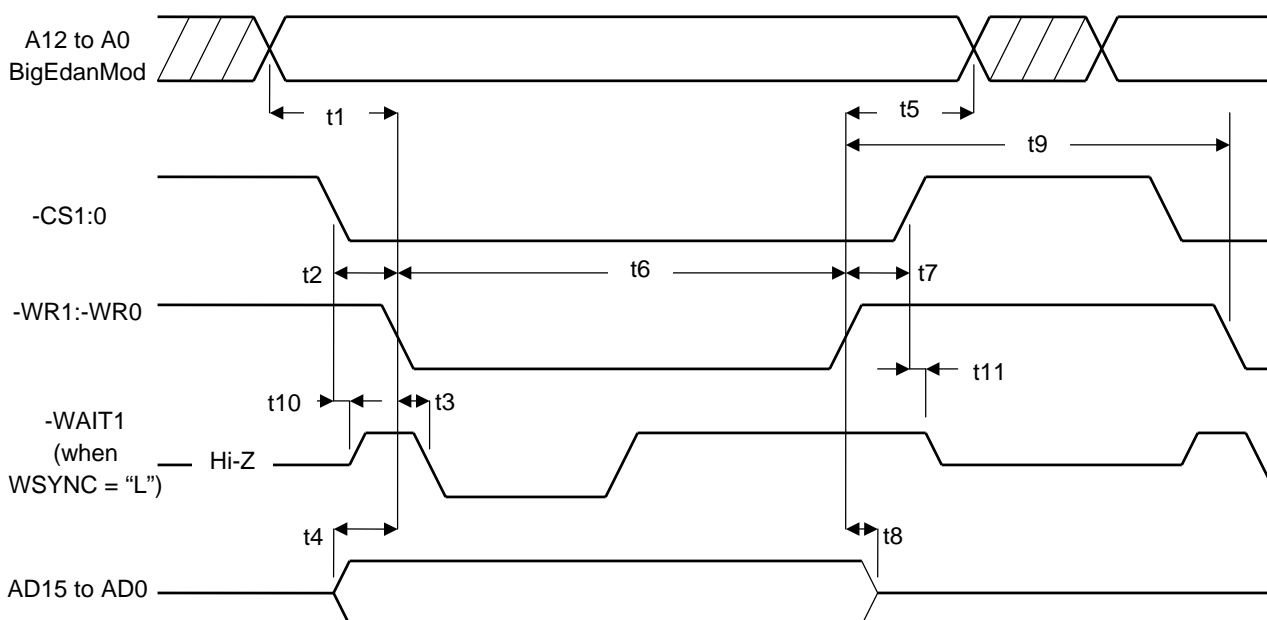 A12 to A0
BigEdanMod
t1
t5
t9
-CS1:0
t2
t6
t7
-WR1:-WR0
t10
t3
t11
-WAIT1
(when
WSYNC = “L”)
Hi-Z
t4
t8
AD15 to AD0